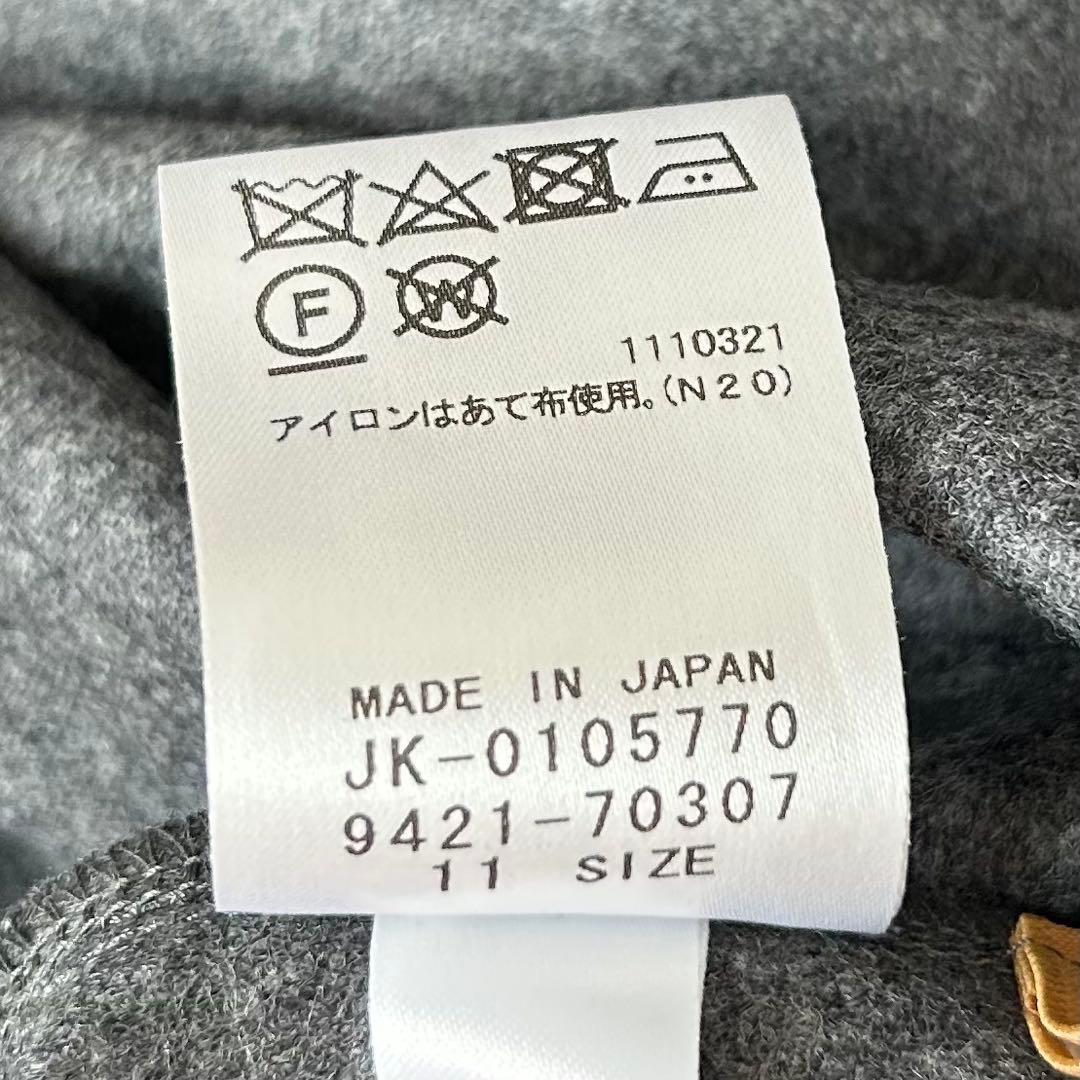 F
W
1110321
アイロンはあて布使用。(N20)
MADE IN JAPAN
JK-0105770
9421-70307
11 SIZE